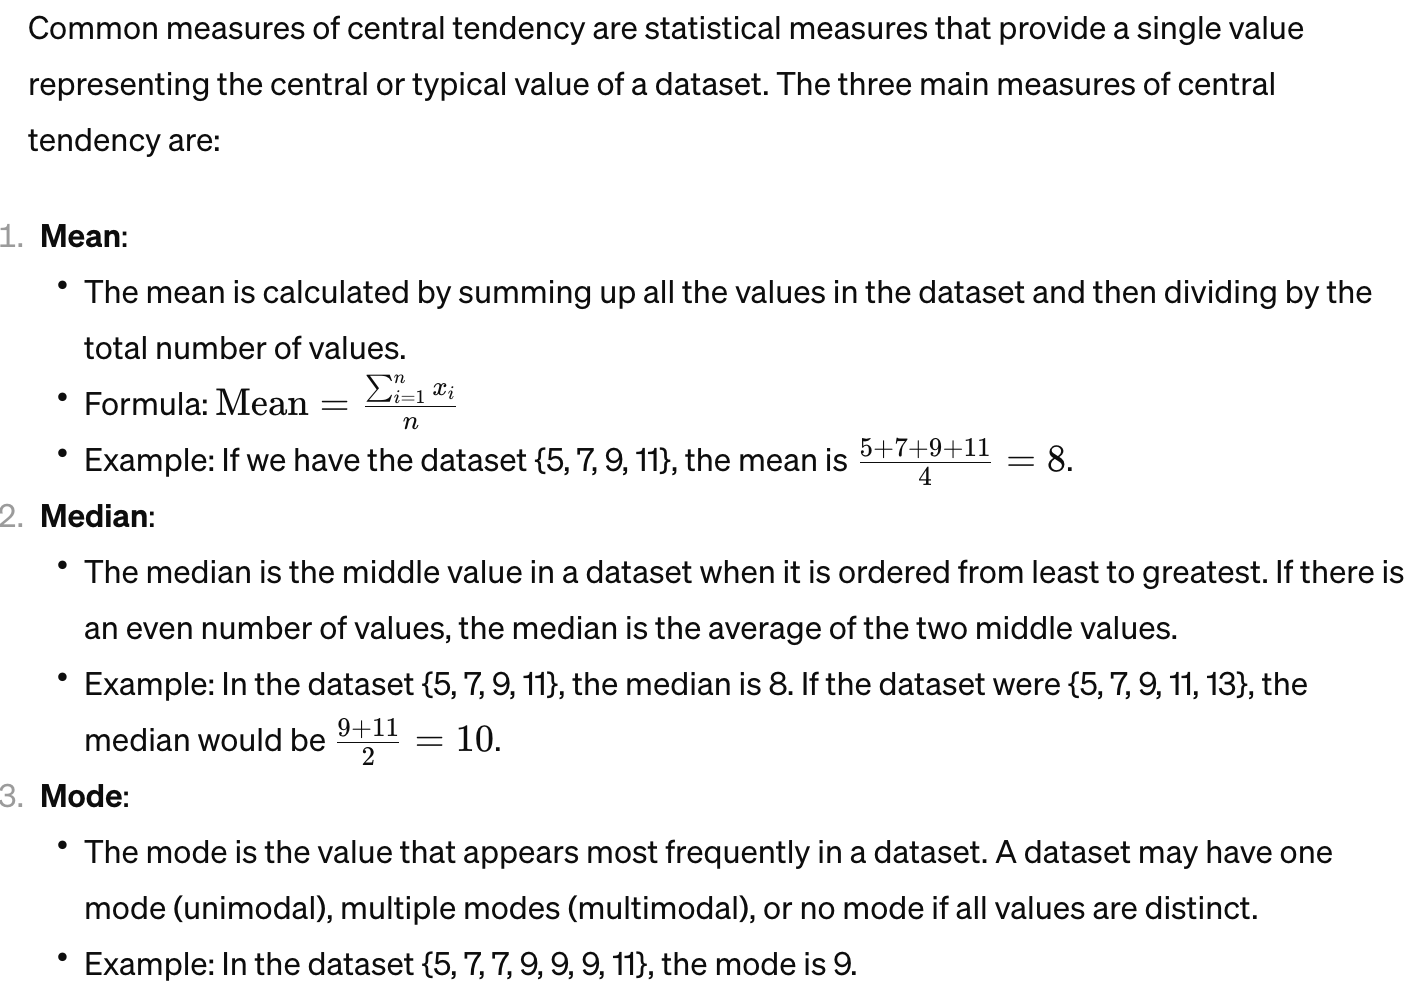 Common measures of central tendency are statistical measures that provide a single value
representing the central or typical value of a dataset. The three main measures of central
tendency are:
1. Mean:
• The mean is calculated by summing up all the values in the dataset and then dividing by the
total number of values.
• Formula: Mean = \frac{\sum_{i=1}^{n} x_i}{n}
• Example: If we have the dataset {5, 7, 9, 11}, the mean is \frac{5+7+9+11}{4} = 8.
2. Median:
• The median is the middle value in a dataset when it is ordered from least to greatest. If there is
an even number of values, the median is the average of the two middle values.
• Example: In the dataset {5, 7, 9, 11}, the median is 8. If the dataset were {5, 7, 9, 11, 13}, the
median would be \frac{9+11}{2} = 10.
3. Mode:
• The mode is the value that appears most frequently in a dataset. A dataset may have one
mode (unimodal), multiple modes (multimodal), or no mode if all values are distinct.
• Example: In the dataset {5, 7, 7, 9, 9, 9, 11}, the mode is 9.